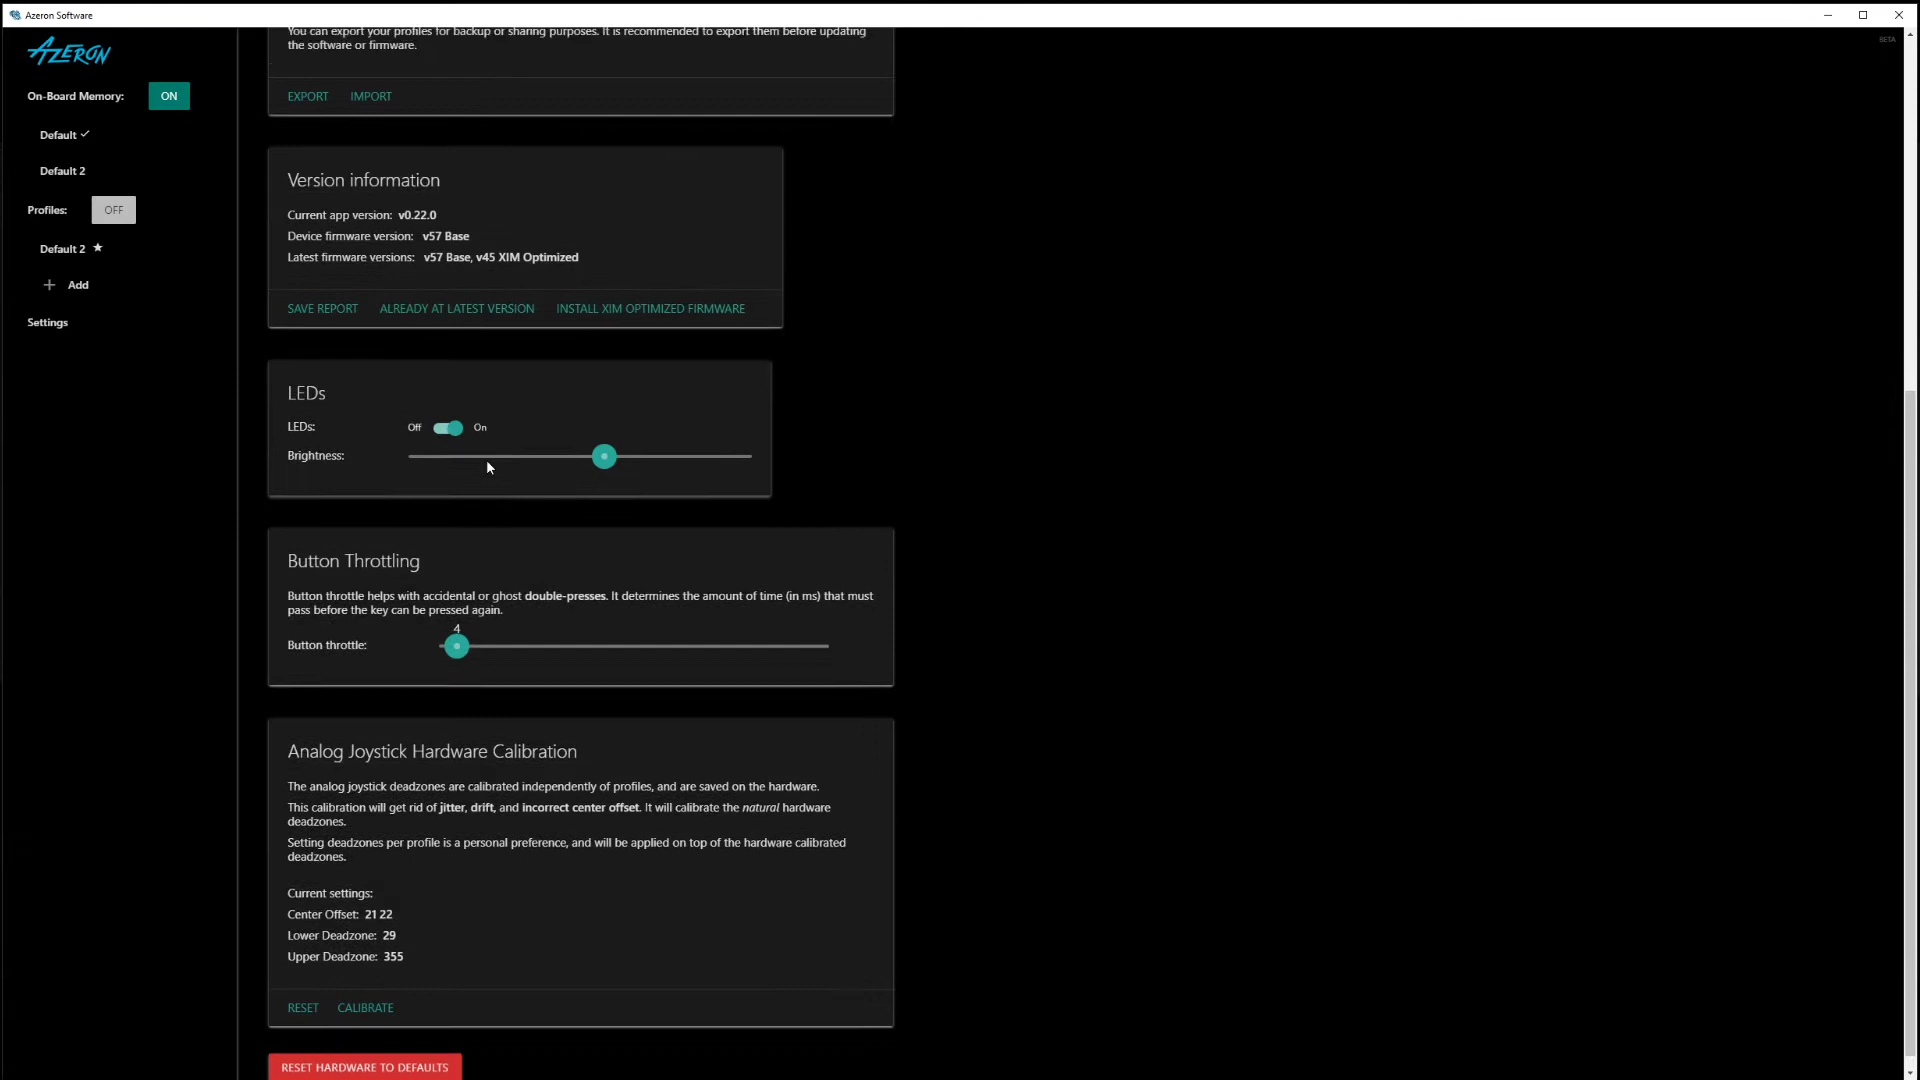 Azeron Software
AZERON
On-Board Memory: ON
Default
Default 2
Profiles: OFF
Default 2
Add
Settings
BETA
You can export your profiles for backup or sharing purposes. It is recommended to export them before updating
the software or firmware.
EXPORT IMPORT
Version information
Current app version: v0.22.0
Device firmware version: v57 Base
Latest firmware versions: v57 Base, v45 XIM Optimized
SAVE REPORT ALREADY AT LATEST VERSION INSTALL XIM OPTIMIZED FIRMWARE
LEDs
LEDs: Off On
Brightness:
Button Throttling
Button throttle helps with accidental or ghost double-presses. It determines the amount of time (in ms) that must
pass before the key can be pressed again.
4
Button throttle:
Analog Joystick Hardware Calibration
The analog joystick deadzones are calibrated independently of profiles, and are saved on the hardware.
This calibration will get rid of jitter, drift, and incorrect center offset. It will calibrate the natural hardware
deadzones.
Setting deadzones per profile is a personal preference, and will be applied on top of the hardware calibrated
deadzones.
Current settings:
Center Offset: 21 22
Lower Deadzone: 29
Upper Deadzone: 355
RESET CALIBRATE
RESET HARDWARE TO DEFAULTS